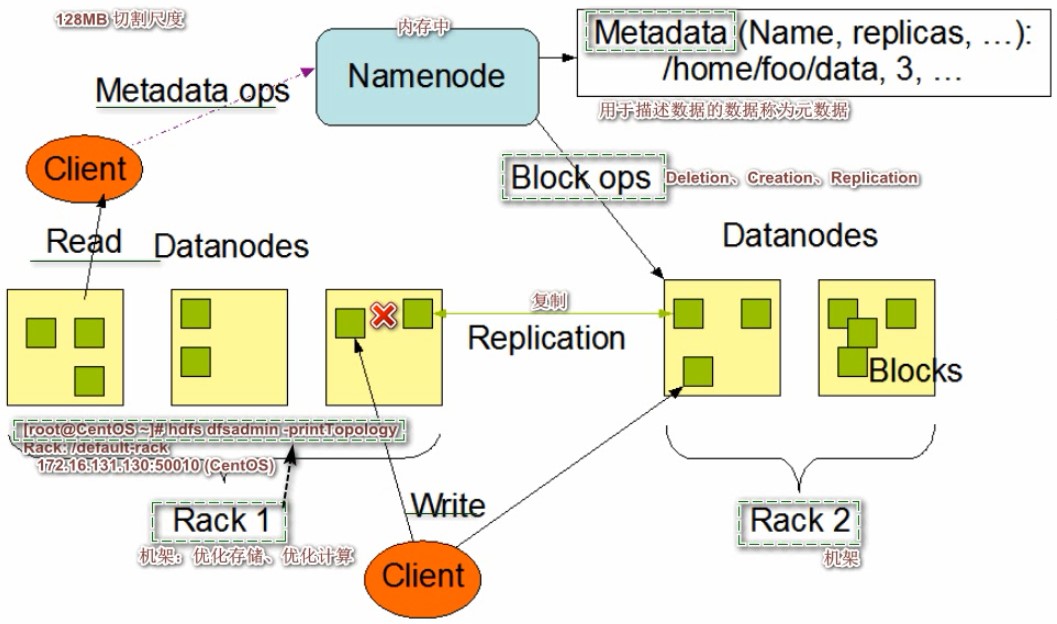 128MB 切割尺度
内存中
Namenode
Metadata (Name, replicas, ...):
/home/foo/data, 3, ...
用于描述数据的数据称为元数据
Metadata ops
Client
Block ops
Deletion、Creation、Replication
Read
Datanodes
Datanodes
复制
Replication
Blocks
[root@CentOS ~]# hdfs dfsadmin -printTopology
Rack: /default-rack
172.16.131.130:50010 (CentOS)
Rack 1
机架：优化存储、优化计算
Write
Rack 2
机架
Client